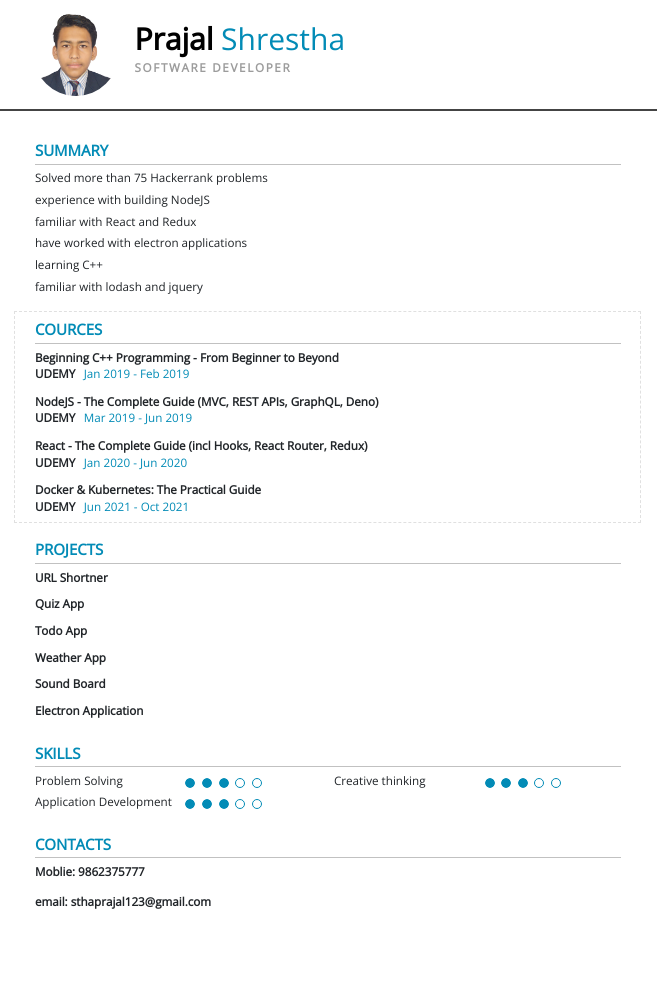 Prajal Shrestha
SOFTWARE DEVELOPER
SUMMARY
Solved more than 75 Hackerrank problems
experience with building NodeJS
familiar with React and Redux
have worked with electron applications
learning C++
familiar with lodash and jquery
COURCES
Beginning C++ Programming - From Beginner to Beyond
UDEMY Jan 2019 - Feb 2019
NodeJS - The Complete Guide (MVC, REST APIs, GraphQL, Deno)
UDEMY Mar 2019 - Jun 2019
React - The Complete Guide (incl Hooks, React Router, Redux)
UDEMY Jan 2020 - Jun 2020
Docker & Kubernetes: The Practical Guide
UDEMY Jun 2021 - Oct 2021
PROJECTS
URL Shortner
Quiz App
Todo App
Weather App
Sound Board
Electron Application
SKILLS
Problem Solving Creative thinking
Application Development
CONTACTS
Moblie: 9862375777
email: sthaprajal123@gmail.com